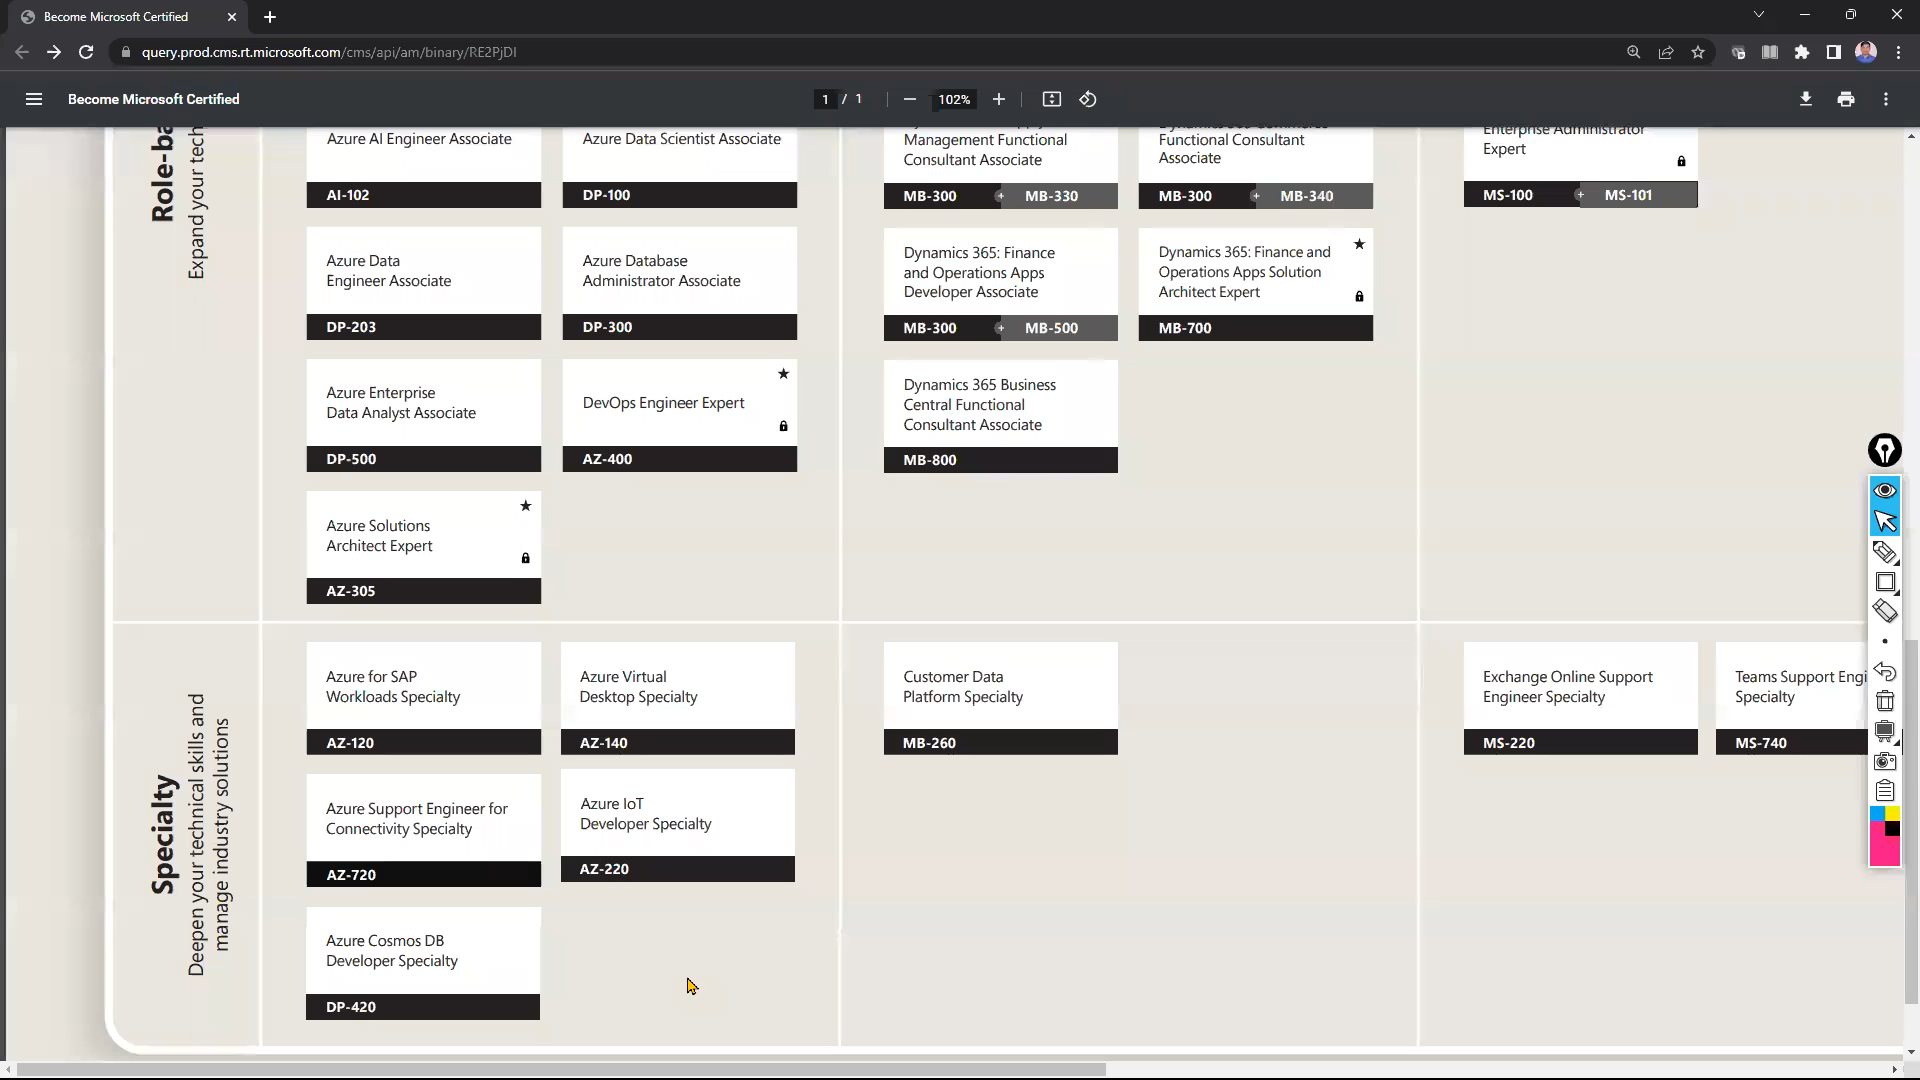 Become Microsoft Certified
query.prod.cms.rt.microsoft.com/cms/api/am/binary/RE2PjDI
Become Microsoft Certified
1 / 1
102%
Role-ba
Expand your tech
Azure AI Engineer Associate
AI-102
Azure Data Scientist Associate
DP-100
Management Functional
Consultant Associate
MB-300 + MB-330
Functional Consultant
Associate
MB-300 + MB-340
Enterprise Administrator
Expert
MS-100 + MS-101
Azure Data
Engineer Associate
DP-203
Azure Database
Administrator Associate
DP-300
Dynamics 365: Finance
and Operations Apps
Developer Associate
MB-300 + MB-500
Dynamics 365: Finance and
Operations Apps Solution
Architect Expert
MB-700
Azure Enterprise
Data Analyst Associate
DP-500
DevOps Engineer Expert
AZ-400
Dynamics 365 Business
Central Functional
Consultant Associate
MB-800
Azure Solutions
Architect Expert
AZ-305
Specialty
Deepen your technical skills and
manage industry solutions
Azure for SAP
Workloads Specialty
AZ-120
Azure Virtual
Desktop Specialty
AZ-140
Customer Data
Platform Specialty
MB-260
Exchange Online Support
Engineer Specialty
MS-220
Teams Support Engi
Specialty
MS-740
Azure Support Engineer for
Connectivity Specialty
AZ-720
Azure IoT
Developer Specialty
AZ-220
Azure Cosmos DB
Developer Specialty
DP-420